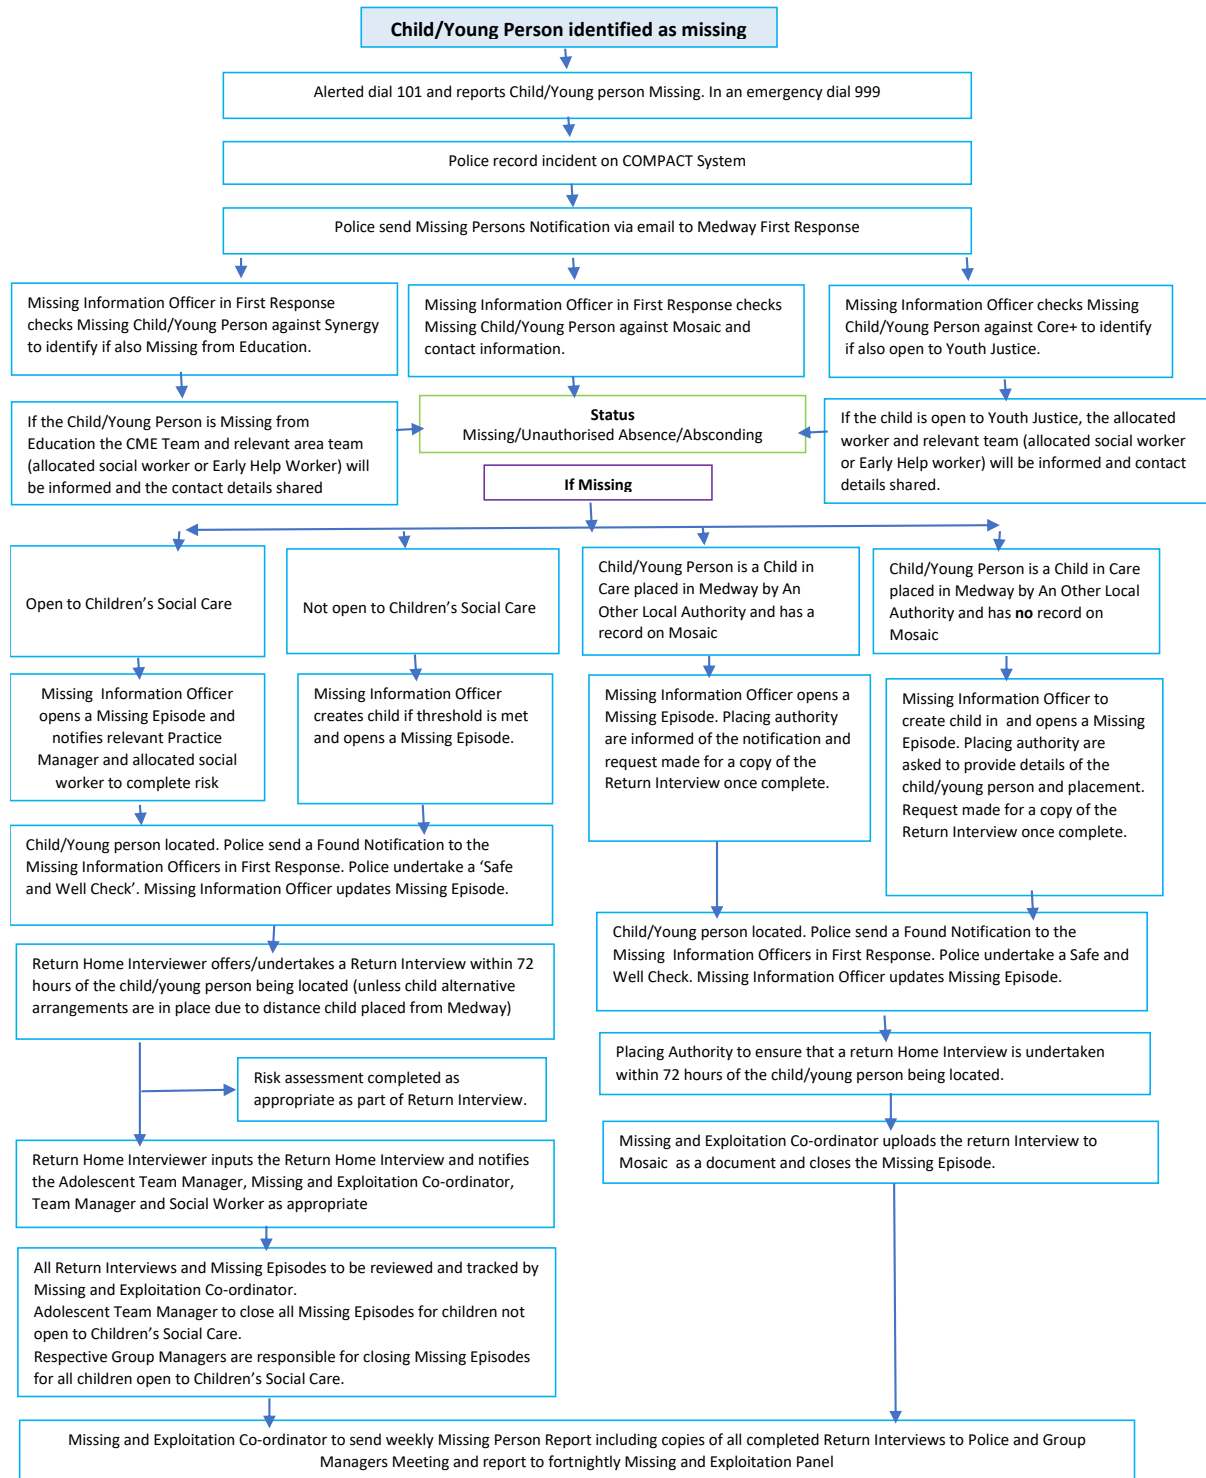 Child/Young Person identified as missing
Alerted dial 101 and reports Child/Young person Missing. In an emergency dial 999
Police record incident on COMPACT System
Police send Missing Persons Notification via email to Medway First Response
Missing Information Officer in First Response
checks Missing Child/Young Person against Synergy
to identify if also Missing from Education.
Missing Information Officer in First Response checks
Missing Child/Young Person against Mosaic and
contact information.
Missing Information Officer checks Missing
Child/Young Person against Core+ to identify
if also open to Youth Justice.
If the Child/Young Person is Missing from
Education the CME Team and relevant area team
(allocated social worker or Early Help Worker) will
be informed and the contact details shared
Status
Missing/Unauthorised Absence/Absconding
If the child is open to Youth Justice, the allocated
worker and relevant team (allocated social worker
or Early Help worker) will be informed and contact
details shared.
If Missing
Open to Children's Social Care
Not open to Children's Social Care
Child/Young Person is a Child in
Care placed in Medway by An
Other Local Authority and has a
record on Mosaic
Child/Young Person is a Child in Care
placed in Medway by An Other Local
Authority and has no record on
Mosaic
Missing Information Officer
opens a Missing Episode and
notifies relevant Practice
Manager and allocated social
worker to complete risk
Missing Information Officer
creates child if threshold is met
and opens a Missing Episode.
Missing Information Officer opens a
Missing Episode. Placing authority
are informed of the notification and
request made for a copy of the
Return Interview once complete.
Missing Information Officer to
create child in and opens a Missing
Episode. Placing authority are
asked to provide details of the
child/young person and placement.
Request made for a copy of the
Return Interview once complete.
Child/Young person located. Police send a Found Notification to the
Missing Information Officers in First Response. Police undertake a 'Safe
and Well Check'. Missing Information Officer updates Missing Episode.
Child/Young person located. Police send a Found Notification to the
Missing Information Officers in First Response. Police undertake a Safe and
Well Check. Missing Information Officer updates Missing Episode.
Return Home Interviewer offers/undertakes a Return Interview within 72
hours of the child/young person being located (unless child alternative
arrangements are in place due to distance child placed from Medway)
Placing Authority to ensure that a return Home Interview is undertaken
within 72 hours of the child/young person being located.
Risk assessment completed as
appropriate as part of Return Interview.
Missing and Exploitation Co-ordinator uploads the return Interview to
Mosaic as a document and closes the Missing Episode.
Return Home Interviewer inputs the Return Home Interview and notifies
the Adolescent Team Manager, Missing and Exploitation Co-ordinator,
Team Manager and Social Worker as appropriate
All Return Interviews and Missing Episodes to be reviewed and tracked by
Missing and Exploitation Co-ordinator.
Adolescent Team Manager to close all Missing Episodes for children not
open to Children's Social Care.
Respective Group Managers are responsible for closing Missing Episodes
for all children open to Children's Social Care.
Missing and Exploitation Co-ordinator to send weekly Missing Person Report including copies of all completed Return Interviews to Police and Group
Managers Meeting and report to fortnightly Missing and Exploitation Panel